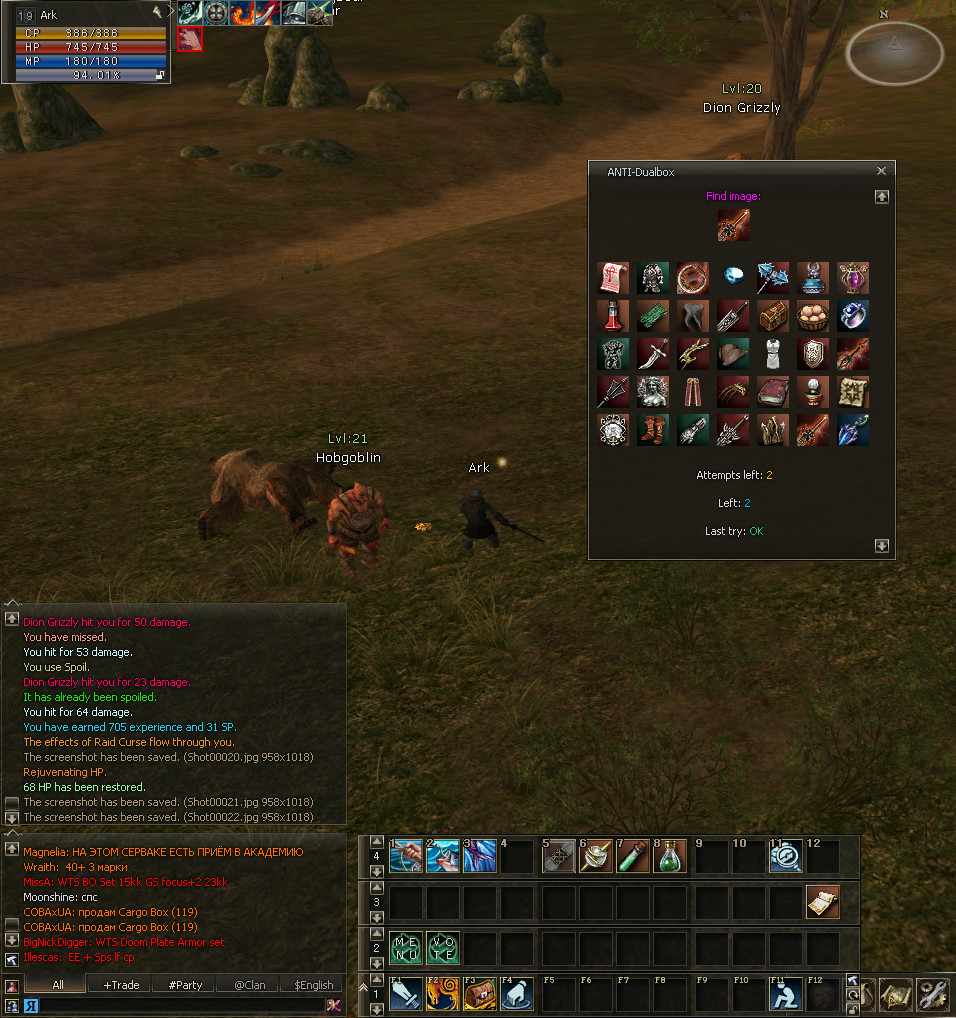 19 Ark
CP 386/386
HP 745/745
MP 180/180
94.01%
N
Lvl:20
Dion Grizzly
ANTI-Dualbox
Find image:
Attempts left: 2
Left: 2
Last try: OK
Lvl:21
Hobgoblin
Ark
Dion Grizzly hit you for 50 damage.
You have missed.
You hit for 53 damage.
You use Spoil.
Dion Grizzly hit you for 23 damage.
It has already been spoiled.
You hit for 64 damage.
You have earned 705 experience and 31 SP.
The effects of Raid Curse flow through you.
The screenshot has been saved. (Shot00020.jpg 958x1018)
Rejuvenating HP.
68 HP has been restored.
The screenshot has been saved. (Shot00021.jpg 958x1018)
The screenshot has been saved. (Shot00022.jpg 958x1018)
Magnelia: НА ЭТОМ СЕРВАКЕ ЕСТЬ ПРИЁМ В АКАДЕМИЮ
Wraith: 40+ 3 марки
MissA: WTS BO Set 15kk GS focus+2 23kk
Moonshine: спс
COBAxUA: продам Cargo Box (119)
COBAxUA: продам Cargo Box (119)
BigNickDigger: WTS Doom Plate Armor set
Illescas: EE + Sps lf cp
All +Trade #Party @Clan $English
Я
4 1 2 3 4 5 6 7 8 9 10 11 12
3
2 MENU VOTE
1 F1 F2 F3 F4 F5 F6 F7 F8 F9 F10 F11 F12